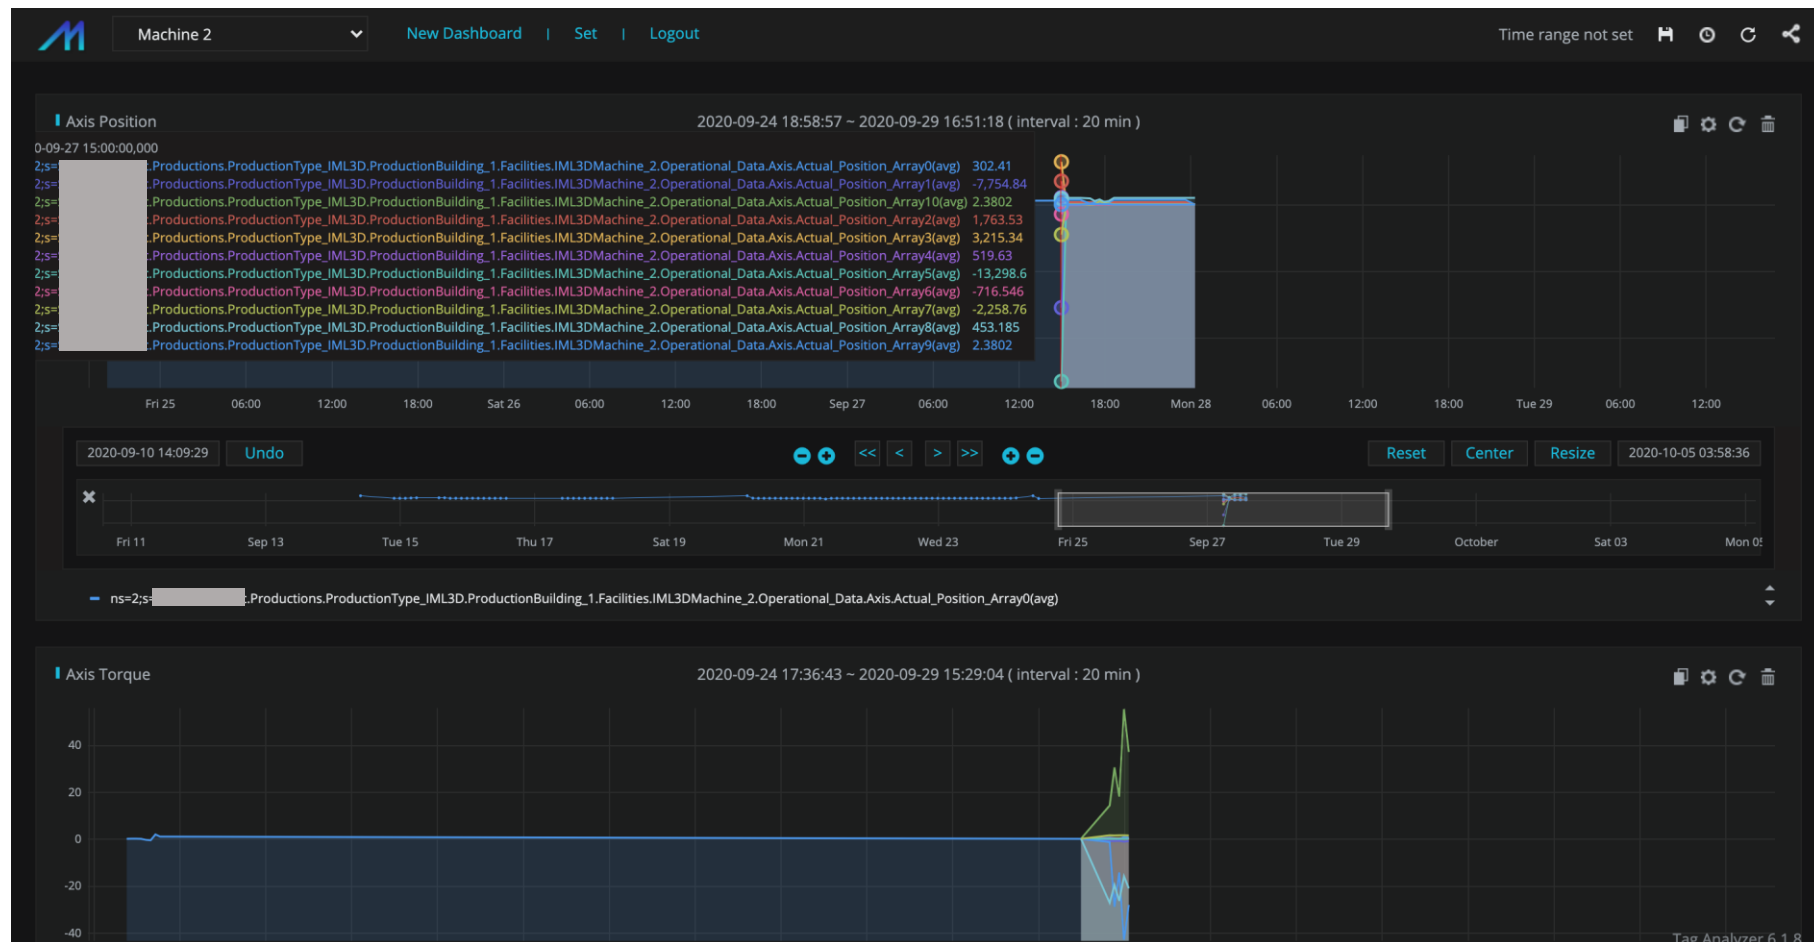 Machine 2
New Dashboard | Set | Logout
Time range not set
Axis Position
2020-09-24 18:58:57 ~ 2020-09-29 16:51:18 ( interval : 20 min )
0-09-27 15:00:00,000
2;s= .Productions.ProductionType_IML3D.ProductionBuilding_1.Facilities.IML3DMachine_2.Operational_Data.Axis.Actual_Position_Array0(avg) 302.41
2;s= .Productions.ProductionType_IML3D.ProductionBuilding_1.Facilities.IML3DMachine_2.Operational_Data.Axis.Actual_Position_Array1(avg) -7,754.84
2;s= .Productions.ProductionType_IML3D.ProductionBuilding_1.Facilities.IML3DMachine_2.Operational_Data.Axis.Actual_Position_Array10(avg) 2.3802
2;s= .Productions.ProductionType_IML3D.ProductionBuilding_1.Facilities.IML3DMachine_2.Operational_Data.Axis.Actual_Position_Array2(avg) 1,763.53
2;s= .Productions.ProductionType_IML3D.ProductionBuilding_1.Facilities.IML3DMachine_2.Operational_Data.Axis.Actual_Position_Array3(avg) 3,215.34
2;s= .Productions.ProductionType_IML3D.ProductionBuilding_1.Facilities.IML3DMachine_2.Operational_Data.Axis.Actual_Position_Array4(avg) 519.63
2;s= .Productions.ProductionType_IML3D.ProductionBuilding_1.Facilities.IML3DMachine_2.Operational_Data.Axis.Actual_Position_Array5(avg) -13,298.6
2;s= .Productions.ProductionType_IML3D.ProductionBuilding_1.Facilities.IML3DMachine_2.Operational_Data.Axis.Actual_Position_Array6(avg) -716.546
2;s= .Productions.ProductionType_IML3D.ProductionBuilding_1.Facilities.IML3DMachine_2.Operational_Data.Axis.Actual_Position_Array7(avg) -2,258.76
2;s= .Productions.ProductionType_IML3D.ProductionBuilding_1.Facilities.IML3DMachine_2.Operational_Data.Axis.Actual_Position_Array8(avg) 453.185
2;s= .Productions.ProductionType_IML3D.ProductionBuilding_1.Facilities.IML3DMachine_2.Operational_Data.Axis.Actual_Position_Array9(avg) 2.3802
Fri 25 06:00 12:00 18:00 Sat 26 06:00 12:00 18:00 Sep 27 06:00 12:00 18:00 Mon 28 06:00 12:00 18:00 Tue 29 06:00 12:00
2020-09-10 14:09:29 Undo << < > >> Reset Center Resize 2020-10-05 03:58:36
Fri 11 Sep 13 Tue 15 Thu 17 Sat 19 Mon 21 Wed 23 Fri 25 Sep 27 Tue 29 October Sat 03 Mon 05
ns=2;s= .Productions.ProductionType_IML3D.ProductionBuilding_1.Facilities.IML3DMachine_2.Operational_Data.Axis.Actual_Position_Array0(avg)
Axis Torque
2020-09-24 17:36:43 ~ 2020-09-29 15:29:04 ( interval : 20 min )
40
20
0
-20
-40
Tag Analyzer 6.1.8